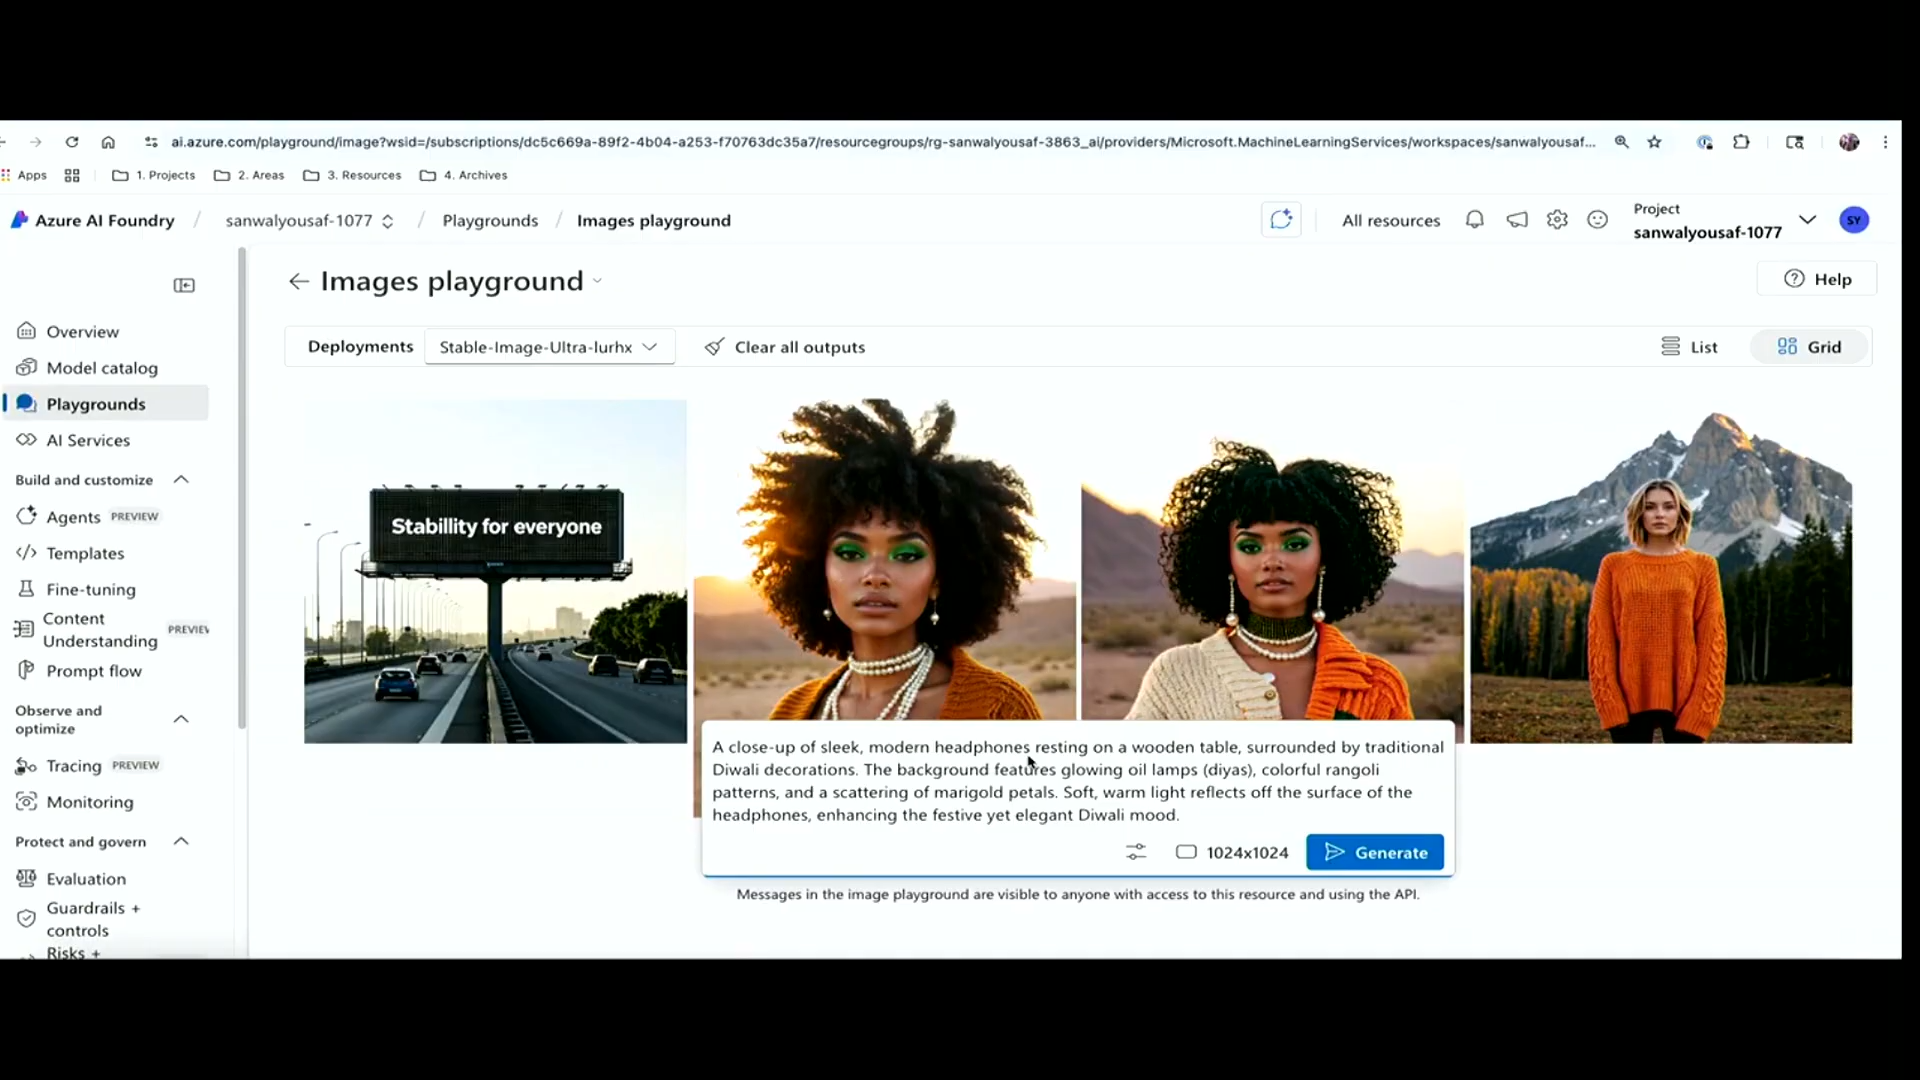 ai.azure.com/playground/image?wsid=/subscriptions/dc5c669a-89f2-4b04-a253-f70763dc35a7/resourcegroups/rg-sanwalyousaf-3863_ai/providers/Microsoft.MachineLearningServices/workspaces/sanwalyousaf...
Apps 1. Projects 2. Areas 3. Resources 4. Archives
Azure AI Foundry / sanwalyousaf-1077 / Playgrounds / Images playground
All resources
Project
sanwalyousaf-1077
SY
Images playground
Help
Deployments Stable-Image-Ultra-lurhx Clear all outputs List Grid
Overview
Model catalog
Playgrounds
AI Services
Build and customize
Agents PREVIEW
Templates
Fine-tuning
Content
Understanding PREVIEW
Prompt flow
Observe and
optimize
Tracing PREVIEW
Monitoring
Protect and govern
Evaluation
Guardrails +
controls
Risks +
Stabillity for everyone
A close-up of sleek, modern headphones resting on a wooden table, surrounded by traditional
Diwali decorations. The background features glowing oil lamps (diyas), colorful rangoli
patterns, and a scattering of marigold petals. Soft, warm light reflects off the surface of the
headphones, enhancing the festive yet elegant Diwali mood.
1024x1024 Generate
Messages in the image playground are visible to anyone with access to this resource and using the API.